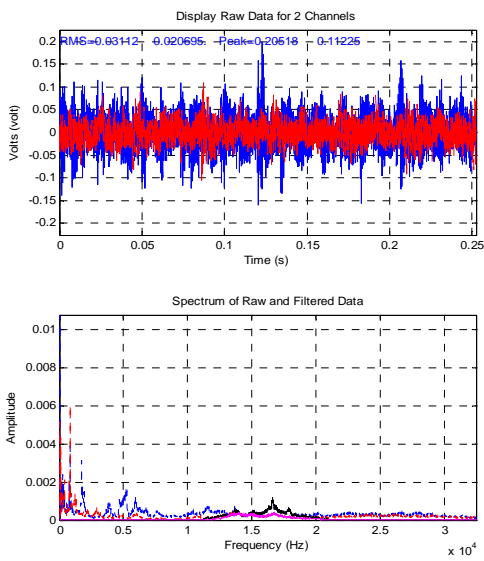 Display Raw Data for 2 Channels
RMS=0.03112 0.020695. Peak=0.20518 0.11225
0.2
0.15
0.1
0.05
0
-0.05
-0.1
-0.15
-0.2
Volts (volt)
0 0.05 0.1 0.15 0.2 0.25
Time (s)
Spectrum of Raw and Filtered Data
0.01
0.008
0.006
0.004
0.002
0
Amplitude
0 0.5 1 1.5 2 2.5 3
x 10^4
Frequency (Hz)